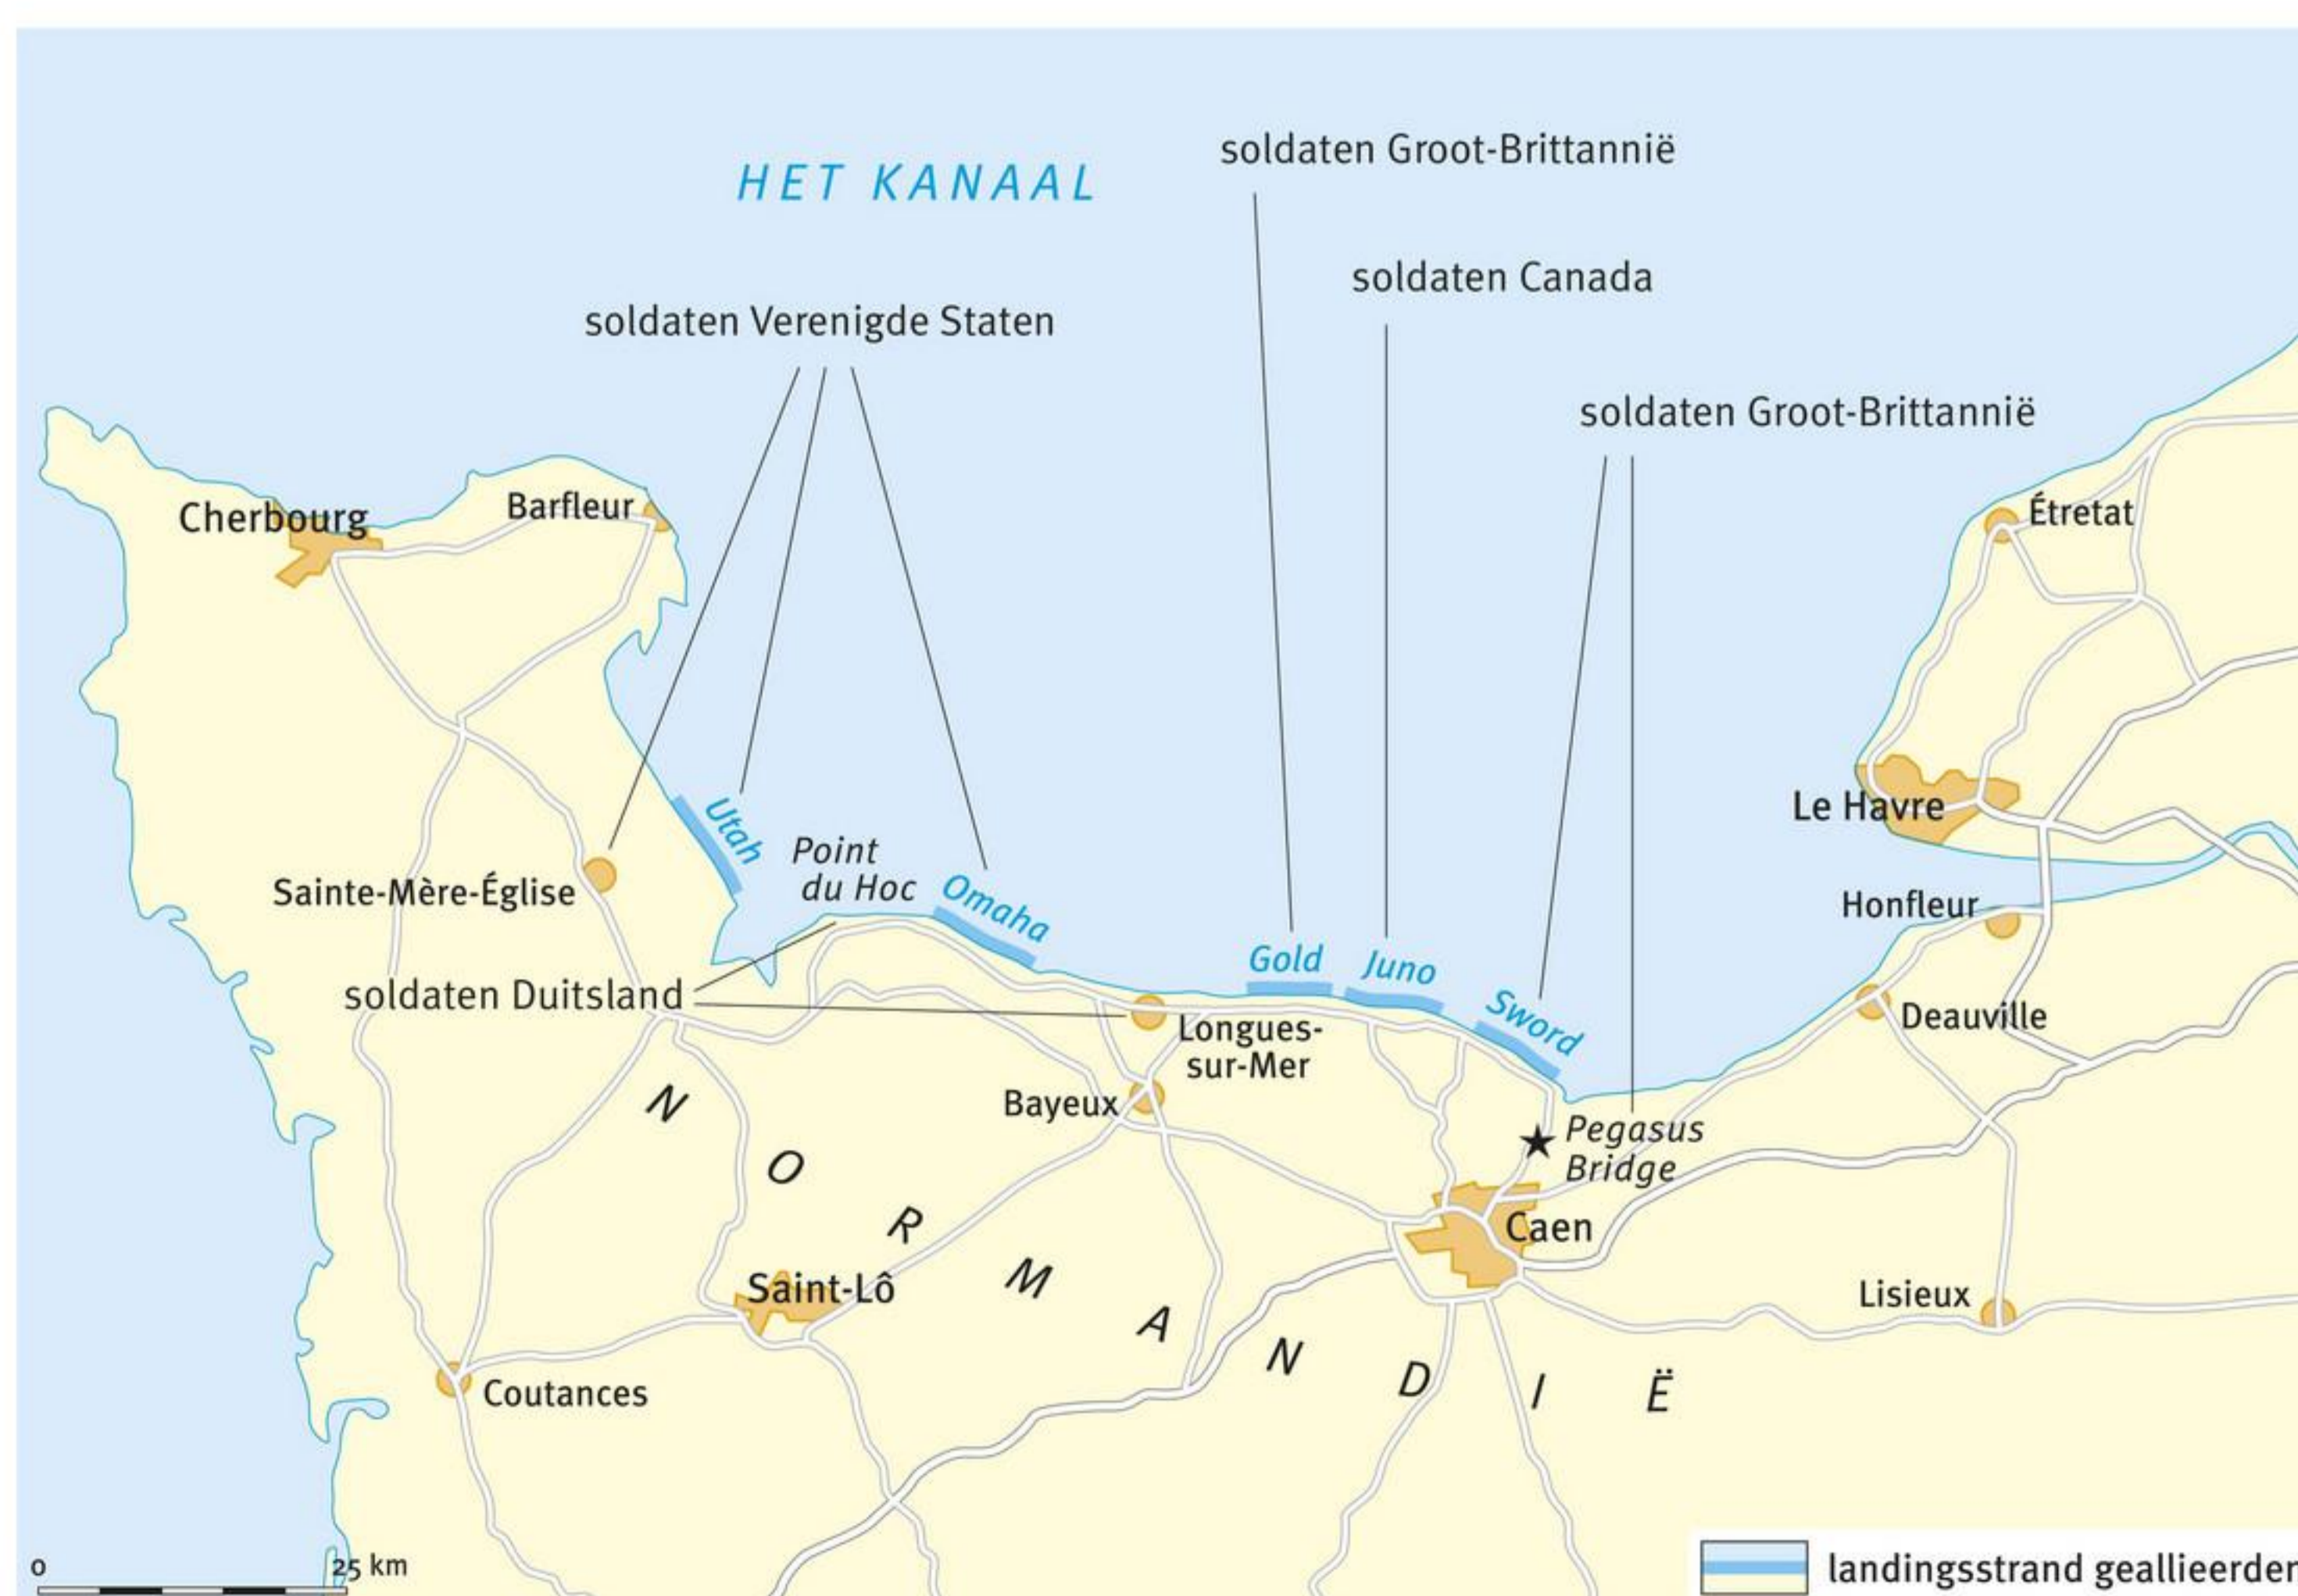 soldaten Groot-Brittannië
HET KANAAL
soldaten Canada
soldaten Verenigde Staten
soldaten Groot-Brittannië
Cherbourg
Barfleur
Étretat
Utah
Point
du Hoc
Omaha
Le Havre
Sainte-Mère-Église
Honfleur
Gold
Juno
Sword
soldaten Duitsland
Longues-
sur-Mer
Deauville
Bayeux
Pegasus
Bridge
NORMANDIË
Caen
Saint-Lô
Lisieux
Coutances
0 25 km
landingsstrand geallieerden